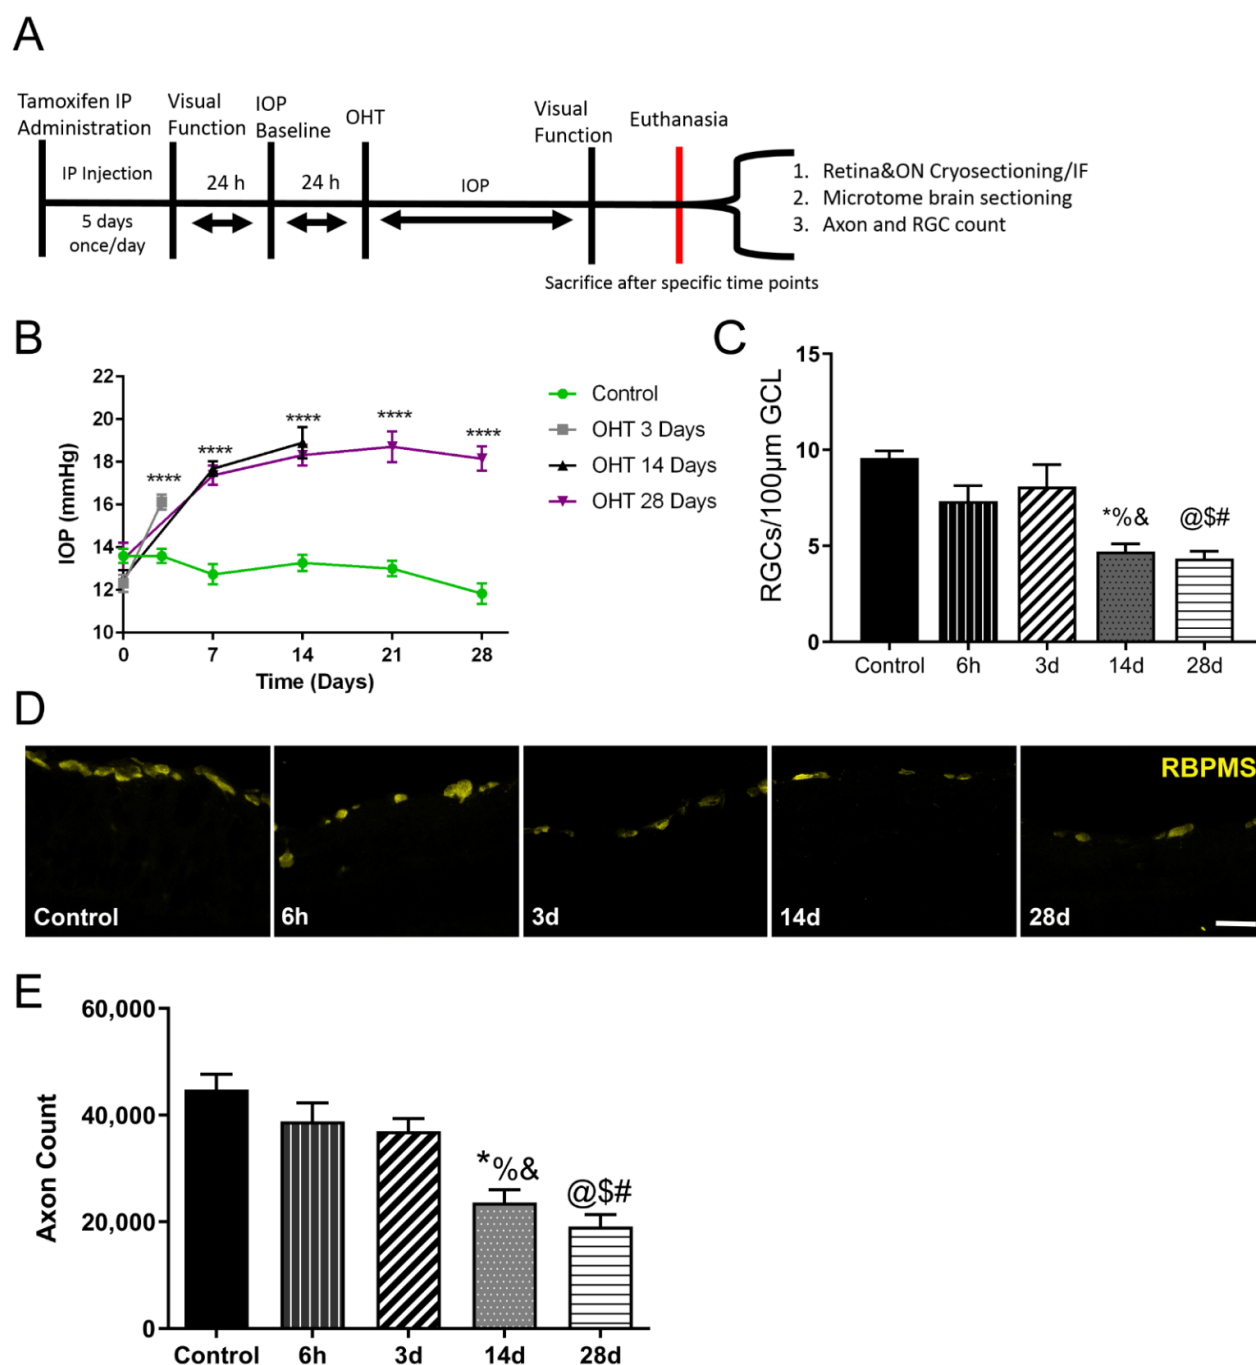 A
Tamoxifen IP
Administration
Visual
Function
IOP
Baseline
OHT
Visual
Function
Euthanasia
IP Injection
24 h
24 h
IOP
5 days
once/day
1. Retina&ON Cryosectioning/IF
2. Microtome brain sectioning
3. Axon and RGC count
Sacrifice after specific time points
B
22
20
18
16
14
12
10
IOP (mmHg)
****
****
****
****
****
0 7 14 21 28
Time (Days)
Control
OHT 3 Days
OHT 14 Days
OHT 28 Days
C
15
10
5
0
RGCs/100µm GCL
*%&
@$#
Control 6h 3d 14d 28d
D
RBPMS
Control
6h
3d
14d
28d
E
60,000
40,000
20,000
0
Axon Count
*%&
@$#
Control 6h 3d 14d 28d